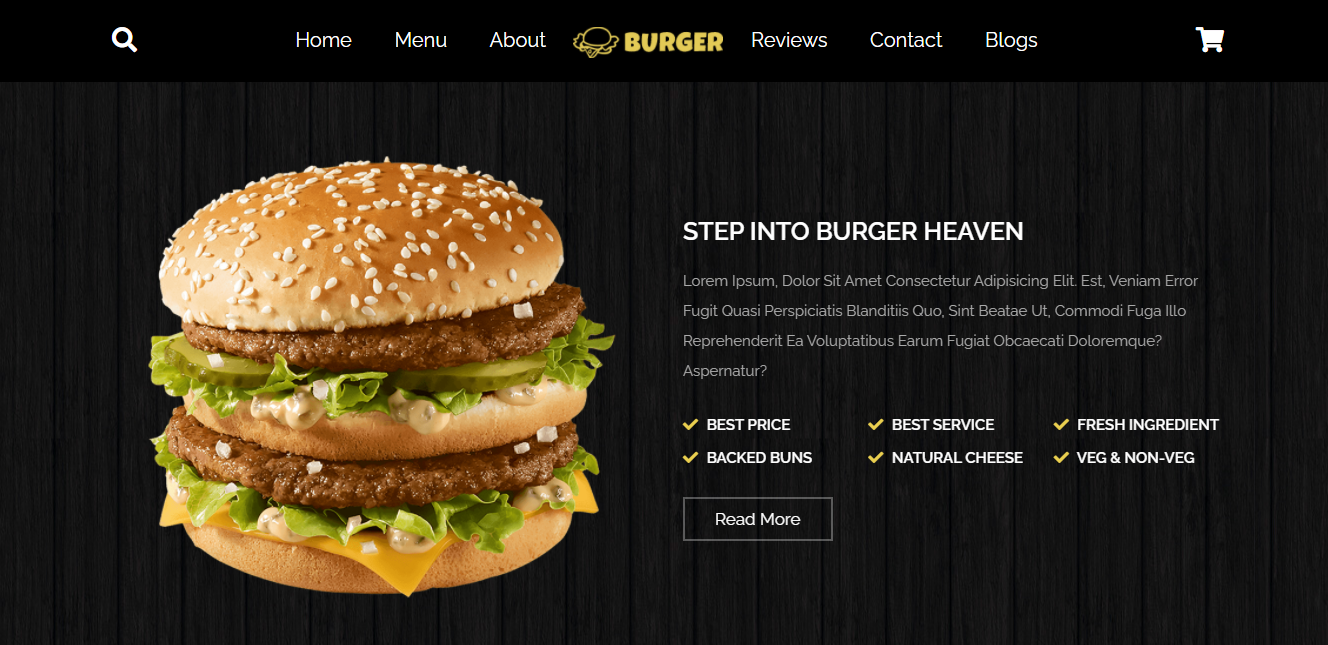 Home Menu About BURGER Reviews Contact Blogs
STEP INTO BURGER HEAVEN
Lorem Ipsum, Dolor Sit Amet Consectetur Adipisicing Elit. Est, Veniam Error
Fugit Quasi Perspiciatis Blanditiis Quo, Sint Beatae Ut, Commodi Fuga Illo
Reprehenderit Ea Voluptatibus Earum Fugiat Obcaecati Doloremque?
Aspernatur?
BEST PRICE BEST SERVICE FRESH INGREDIENT
BACKED BUNS NATURAL CHEESE VEG & NON-VEG
Read More